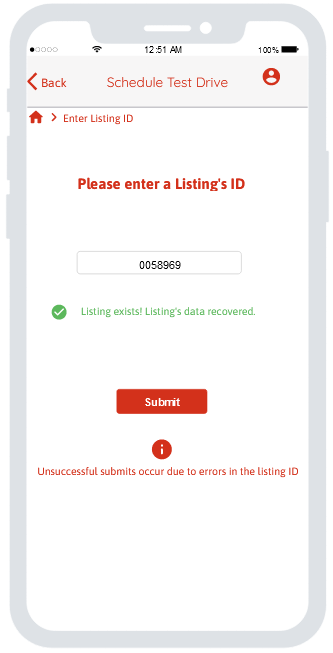 12:51 AM
100%
Back
Schedule Test Drive
Enter Listing ID
Please enter a Listing's ID
0058969
Listing exists! Listing's data recovered.
Submit
Unsuccessful submits occur due to errors in the listing ID